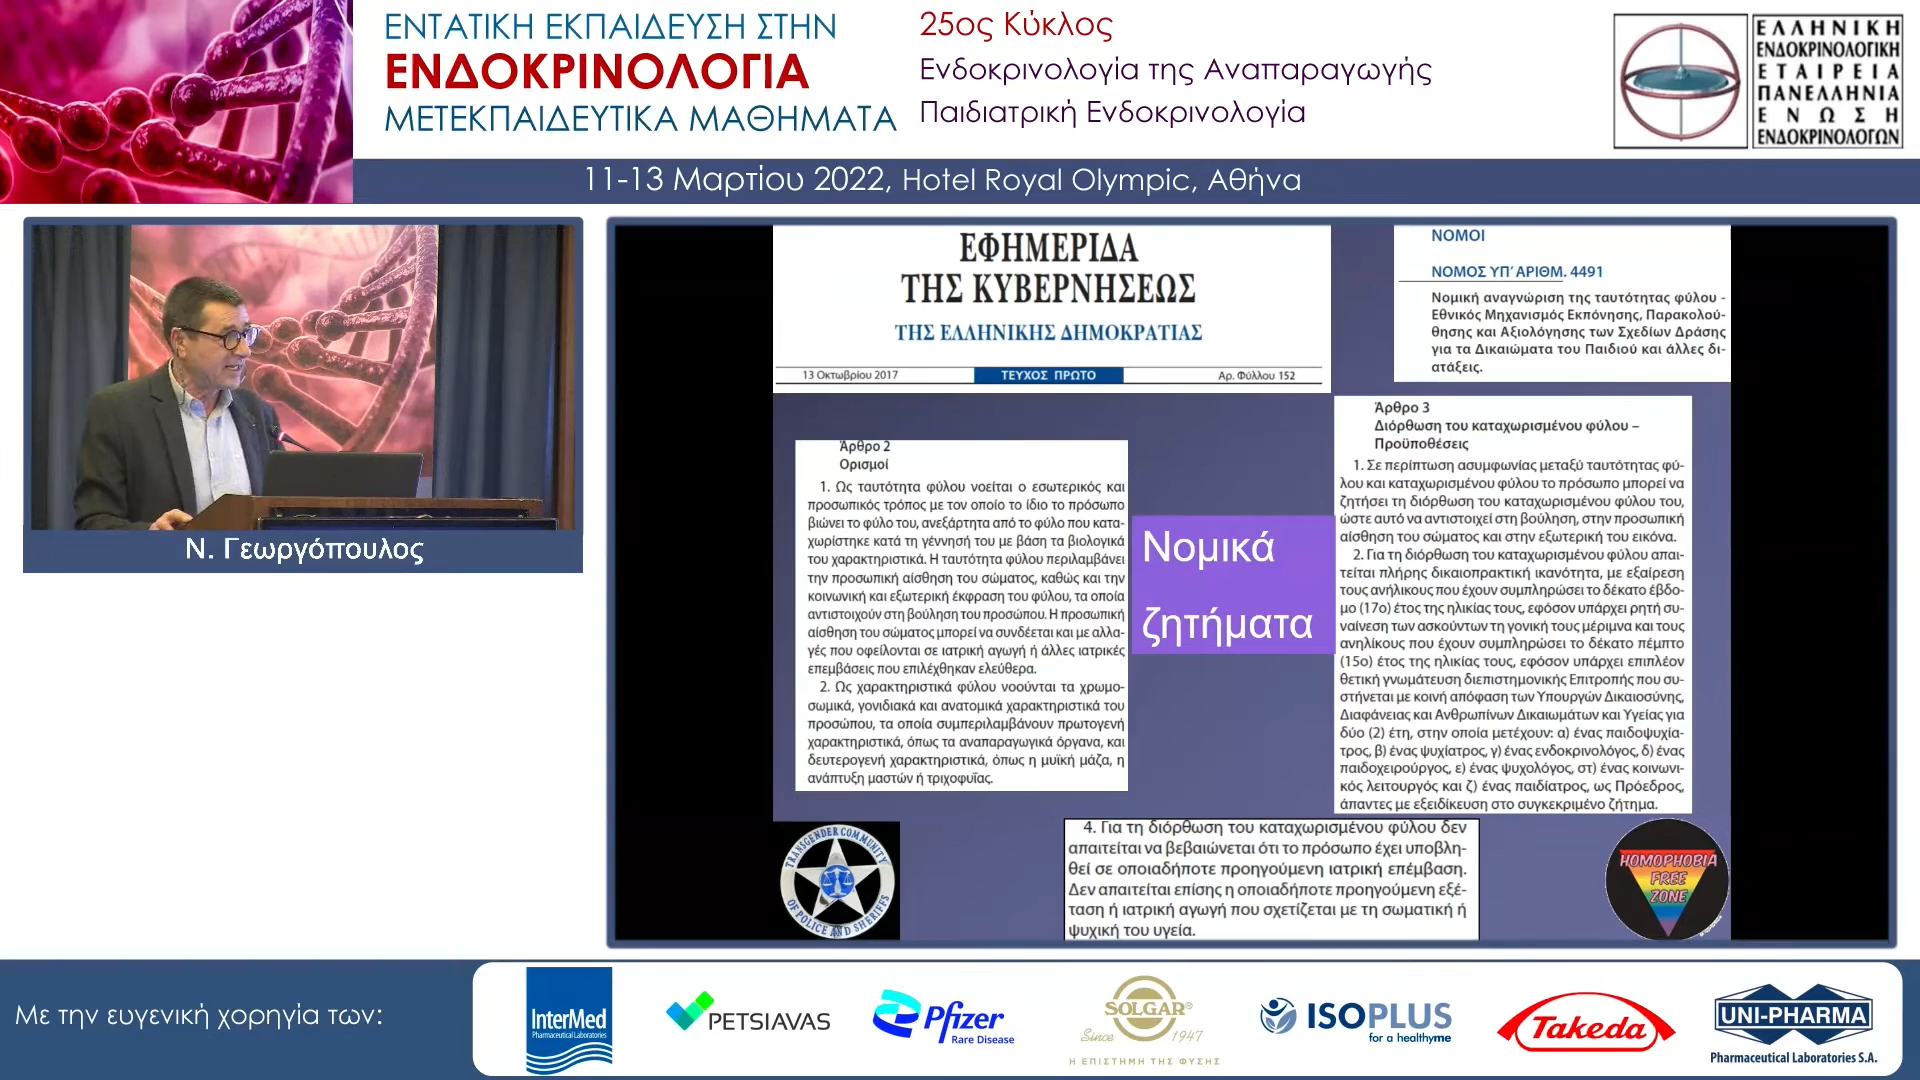 ΕΝΤΑΤΙΚΗ ΕΚΠΑΙΔΕΥΣΗ ΣΤΗΝ
ΕΝΔΟΚΡΙΝΟΛΟΓΙΑ
ΜΕΤΕΚΠΑΙΔΕΥΤΙΚΑ ΜΑΘΗΜΑΤΑ
25ος Κύκλος
Ενδοκρινολογία της Αναπαραγωγής
Παιδιατρική Ενδοκρινολογία
ΕΛΛΗΝΙΚΗ
ΕΝΔΟΚΡΙΝΟΛΟΓΙΚΗ
ΕΤΑΙΡΕΙΑ
ΠΑΝΕΛΛΗΝΙΑ
ΕΝΩΣΗ
ΕΝΔΟΚΡΙΝΟΛΟΓΩΝ
11-13 Μαρτίου 2022, Hotel Royal Olympic, Αθήνα
Ν. Γεωργόπουλος
ΕΦΗΜΕΡΙΔΑ
ΤΗΣ ΚΥΒΕΡΝΗΣΕΩΣ
ΤΗΣ ΕΛΛΗΝΙΚΗΣ ΔΗΜΟΚΡΑΤΙΑΣ
13 Οκτωβρίου 2017
ΤΕΥΧΟΣ ΠΡΩΤΟ
Αρ. Φύλλου 152
ΝΟΜΟΙ
ΝΟΜΟΣ ΥΠ’ ΑΡΙΘΜ. 4491
Νομική αναγνώριση της ταυτότητας φύλου -
Εθνικός Μηχανισμός Εκπόνησης, Παρακολού-
θησης και Αξιολόγησης των Σχεδίων Δράσης
για τα Δικαιώματα του Παιδιού και άλλες δι-
ατάξεις.
Άρθρο 2
Ορισμοί
1. Ως ταυτότητα φύλου νοείται ο εσωτερικός και
προσωπικός τρόπος με τον οποίο το ίδιο το πρόσωπο
βιώνει το φύλο του, ανεξάρτητα από το φύλο που κατα-
χωρίστηκε κατά τη γέννησή του με βάση τα βιολογικά
του χαρακτηριστικά. Η ταυτότητα φύλου περιλαμβάνει
την προσωπική αίσθηση του σώματος, καθώς και την
κοινωνική και εξωτερική έκφραση του φύλου, τα οποία
αντιστοιχούν στη βούληση του προσώπου. Η προσωπική
αίσθηση του σώματος μπορεί να συνδέεται και με αλλα-
γές που οφείλονται σε ιατρική αγωγή ή άλλες ιατρικές
επεμβάσεις που επιλέχθηκαν ελεύθερα.
2. Ως χαρακτηριστικά φύλου νοούνται τα χρωμο-
σωμικά, γονιδιακά και ανατομικά χαρακτηριστικά του
προσώπου, τα οποία συμπεριλαμβάνουν πρωτογενή
χαρακτηριστικά, όπως τα αναπαραγωγικά όργανα, και
δευτερογενή χαρακτηριστικά, όπως η μυϊκή μάζα, η
ανάπτυξη μαστών ή τριχοφυΐας.
Νομικά
ζητήματα
Άρθρο 3
Διόρθωση του καταχωρισμένου φύλου –
Προϋποθέσεις
1. Σε περίπτωση ασυμφωνίας μεταξύ ταυτότητας φύ-
λου και καταχωρισμένου φύλου το πρόσωπο μπορεί να
ζητήσει τη διόρθωση του καταχωρισμένου φύλου του,
ώστε αυτό να αντιστοιχεί στη βούληση, στην προσωπική
αίσθηση του σώματος και στην εξωτερική του εικόνα.
2. Για τη διόρθωση του καταχωρισμένου φύλου απαι-
τείται πλήρης δικαιοπρακτική ικανότητα, με εξαίρεση
τους ανήλικους που έχουν συμπληρώσει το δέκατο έβδο-
μο (17ο) έτος της ηλικίας τους, εφόσον υπάρχει ρητή συ-
ναίνεση των ασκούντων τη γονική τους μέριμνα και τους
ανηλίκους που έχουν συμπληρώσει το δέκατο πέμπτο
(15ο) έτος της ηλικίας τους, εφόσον υπάρχει επιπλέον
θετική γνωμάτευση διεπιστημονικής Επιτροπής που συ-
στήνεται με κοινή απόφαση των Υπουργών Δικαιοσύνης,
Διαφάνειας και Ανθρωπίνων Δικαιωμάτων και Υγείας για
δύο (2) έτη, στην οποία μετέχουν: α) ένας παιδοψυχία-
τρος, β) ένας ψυχίατρος, γ) ένας ενδοκρινολόγος, δ) ένας
παιδοχειρούργος, ε) ένας ψυχολόγος, στ) ένας κοινωνι-
κός λειτουργός και ζ) ένας παιδίατρος, ως Πρόεδρος,
άπαντες με εξειδίκευση στο συγκεκριμένο ζήτημα.
4. Για τη διόρθωση του καταχωρισμένου φύλου δεν
απαιτείται να βεβαιώνεται ότι το πρόσωπο έχει υποβλη-
θεί σε οποιαδήποτε προηγούμενη ιατρική επέμβαση.
Δεν απαιτείται επίσης η οποιαδήποτε προηγούμενη εξέ-
ταση ή ιατρική αγωγή που σχετίζεται με τη σωματική ή
ψυχική του υγεία.
TRANSGENDER COMMUNITY
OF POLICE AND SHERIFFS
HOMOPHOBIA
FREE
ZONE
Με την ευγενική χορηγία των:
InterMed
Pharmaceutical Laboratories
PETSIAVAS
Pfizer
Rare Disease
SOLGAR®
Since 1947
Η ΕΠΙΣΤΗΜΗ ΤΗΣ ΦΥΣΗΣ
ISOPLUS
for a healthyme
Takeda
UNI-PHARMA
Pharmaceutical Laboratories S.A.